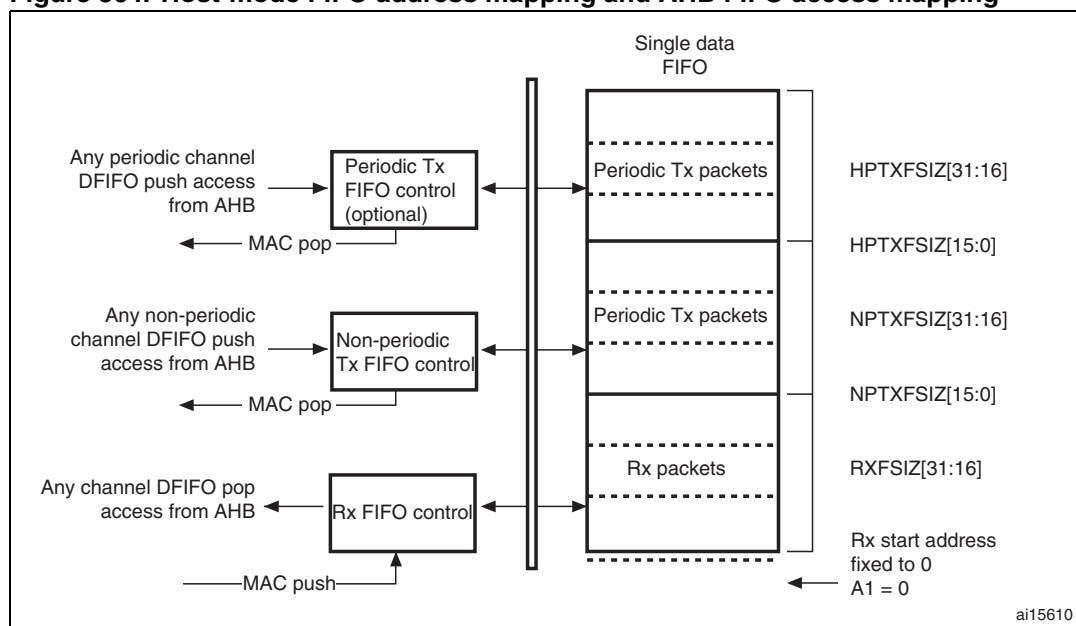 Figure Host-mode FIFO address mapping and AHB FIFO access mapping
Single data
FIFO
Any periodic channel
DFIFO push access
from AHB
Periodic Tx
FIFO control
(optional)
MAC pop
Periodic Tx packets
HPTXFSIZ[31:16]
HPTXFSIZ[15:0]
Any non-periodic
channel DFIFO push
access from AHB
Non-periodic
Tx FIFO control
MAC pop
Periodic Tx packets
NPTXFSIZ[31:16]
NPTXFSIZ[15:0]
Any channel DFIFO pop
access from AHB
Rx FIFO control
MAC push
Rx packets
RXFSIZ[31:16]
Rx start address
fixed to 0
A1 = 0
ai15610